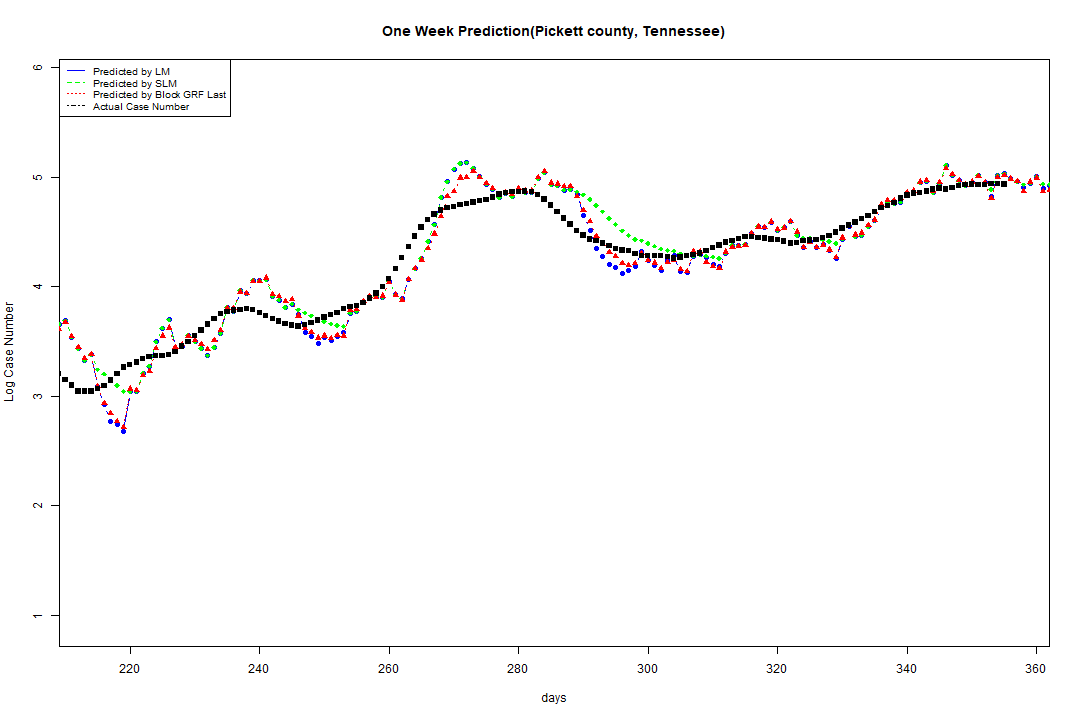 One Week Prediction(Pickett county, Tennessee)
Predicted by LM
Predicted by SLM
Predicted by Block GRF Last
Actual Case Number
6
5
4
3
2
1
Log Case Number
220 240 260 280 300 320 340 360
days